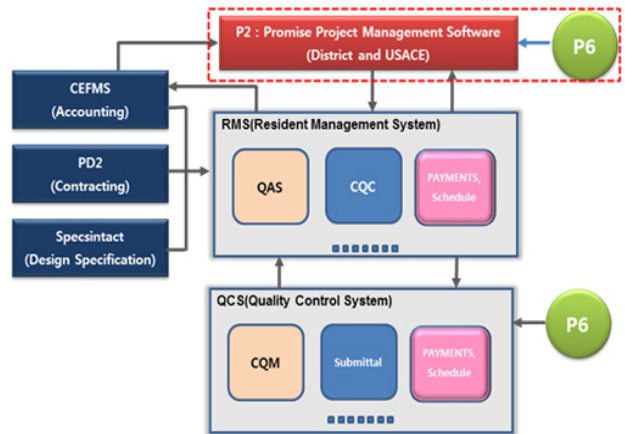 P2 : Promise Project Management Software
(District and USACE)
P6
CEFMS
(Accounting)
RMS(Resident Management System)
PD2
(Contracting)
QAS
CQC
PAYMENTS,
Schedule
Specsintact
(Design Specification)
QCS(Quality Control System)
CQM
Submittal
PAYMENTS,
Schedule
P6